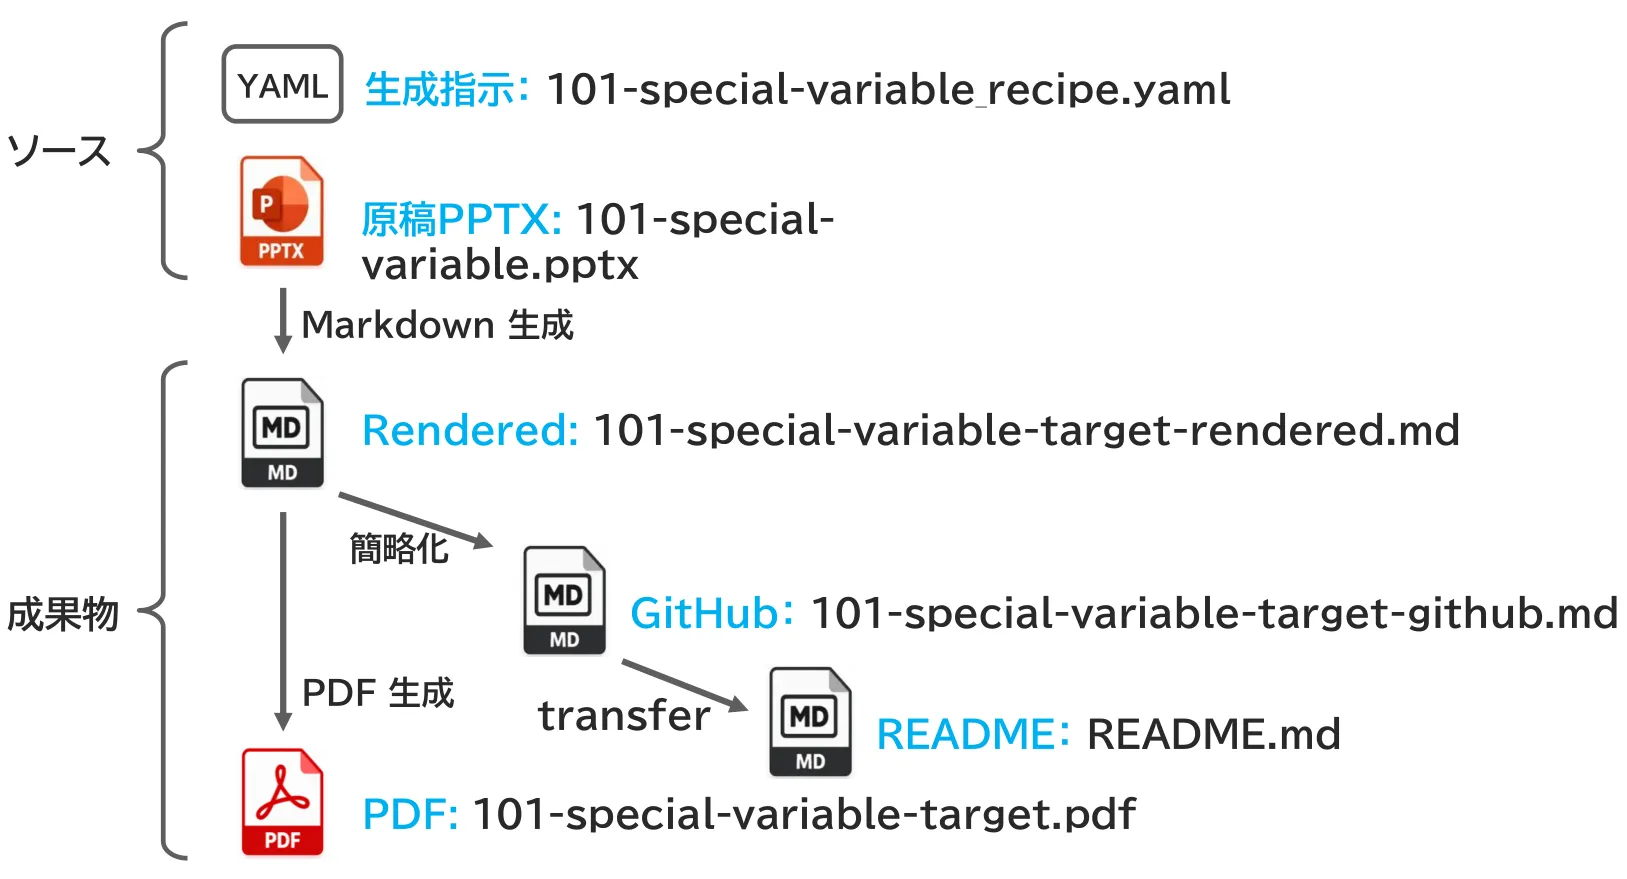 YAML
生成指示: 101-special-variable_recipe.yaml
ソース
P
PPTX
原稿PPTX: 101-special-
variable.pptx
Markdown 生成
MD
MD
Rendered: 101-special-variable-target-rendered.md
簡略化
MD
MD
GitHub: 101-special-variable-target-github.md
成果物
PDF 生成
transfer
MD
MD
README: README.md
PDF
PDF: 101-special-variable-target.pdf